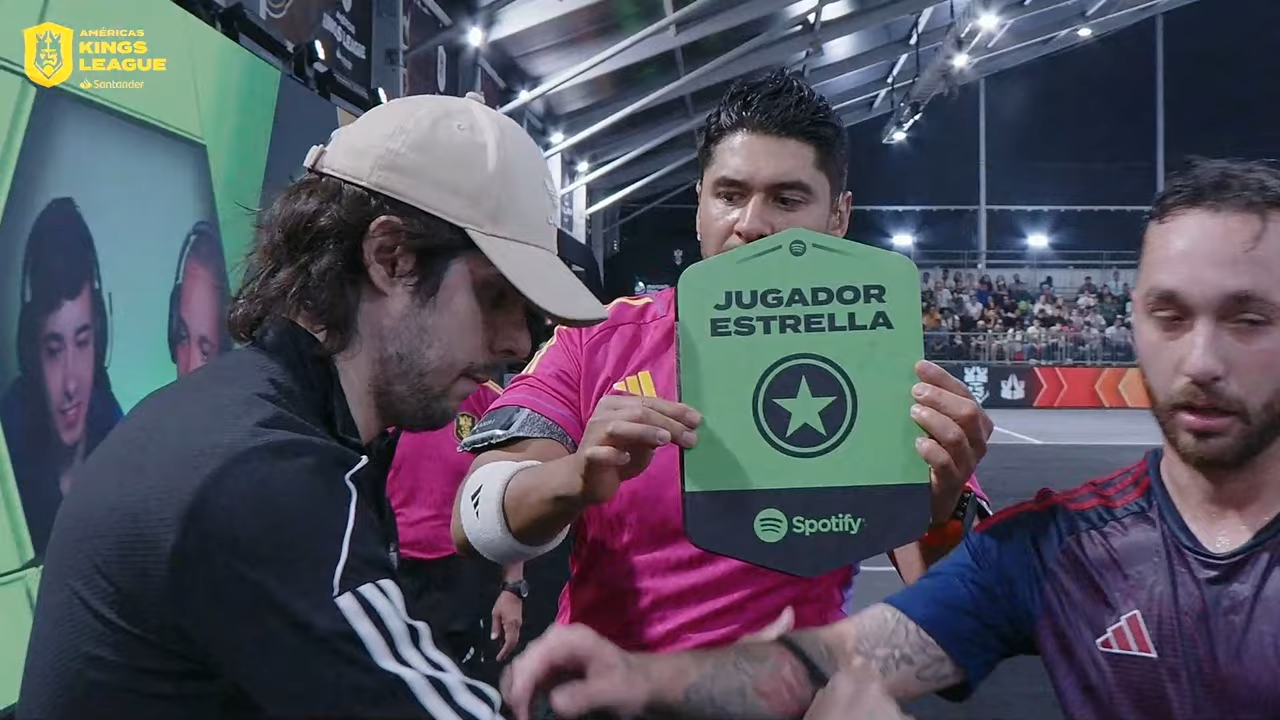 AMÉRICAS
KINGS
LEAGUE
Santander
JUGADOR
ESTRELLA
Spotify